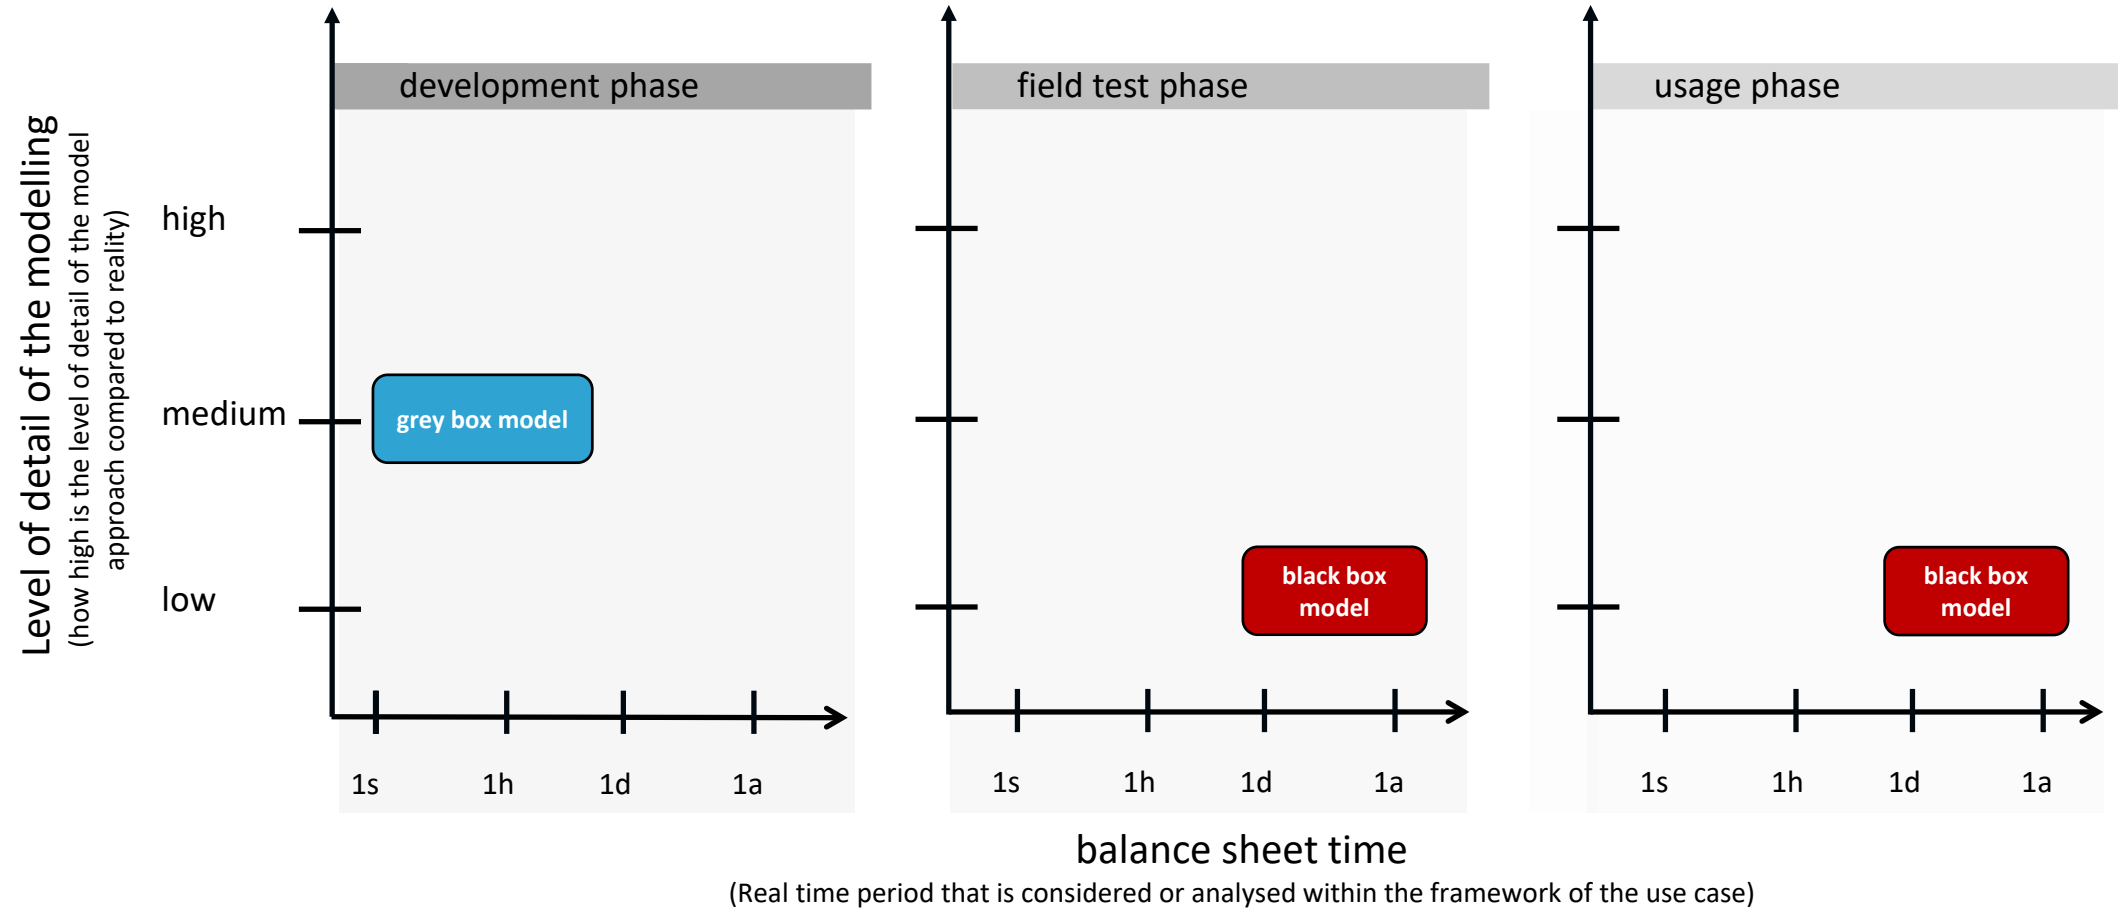 development phase
field test phase
usage phase
Level of detail of the modelling
(how high is the level of detail of the model
approach compared to reality)
high
medium
low
grey box model
black box
model
black box
model
1s
1h
1d
1a
1s
1h
1d
1a
1s
1h
1d
1a
balance sheet time
(Real time period that is considered or analysed within the framework of the use case)